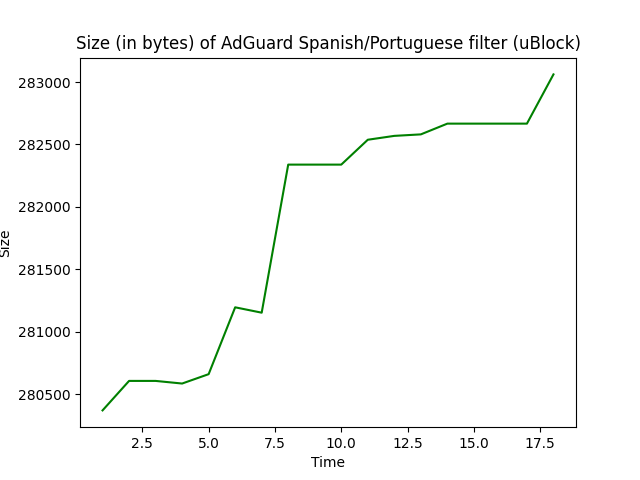 Size (in bytes) of AdGuard Spanish/Portuguese filter (uBlock)
283000
282500
282000
281500
281000
280500
Size
2.5 5.0 7.5 10.0 12.5 15.0 17.5
Time